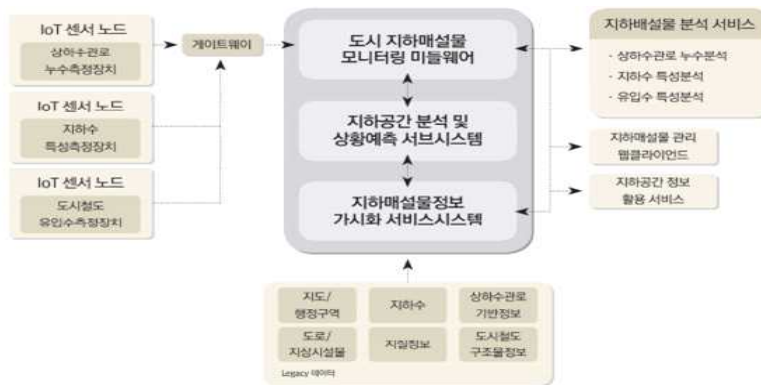 IoT 센서 노드
상하수관로
누수측정장치
IoT 센서 노드
지하수
특성측정장치
IoT 센서 노드
도시철도
유입수측정장치
게이트웨이
도시 지하매설물
모니터링 미들웨어
지하공간 분석 및
상황예측 서브시스템
지하매설물정보
가시화 서비스시스템
지하매설물 분석 서비스
- 상하수관로 누수분석
- 지하수 특성분석
- 유입수 특성분석
지하매설물 관리
웹클라이언드
지하공간 정보
활용 서비스
지도/
행정구역
지하수
상하수관로
기반정보
도로/
지상시설물
지질정보
도시철도
구조물정보
Legacy 데이터